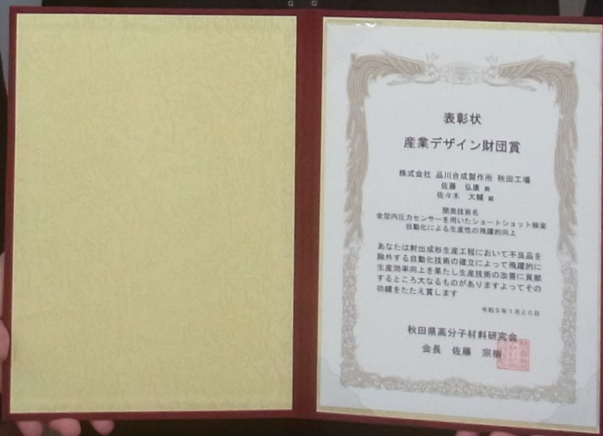 表彰状
産業デザイン財団賞
株式会社 品川合成製作所 秋田工場
佐藤 弘康 殿
佐々木 大輔 殿
開発技術名
金型内圧力センサーを用いたショートショット検査
自動化による生産性の飛躍的向上
あなたは射出成形生産工程において不良品を
除外する自動化技術の確立によって飛躍的に
生産効率向上を果たし生産技術の改善に貢献
するところ大なるものがありますよってその
功績をたたえ賞します
令和5年1月20日
秋田県高分子材料研究会
会長 佐藤 宗樹